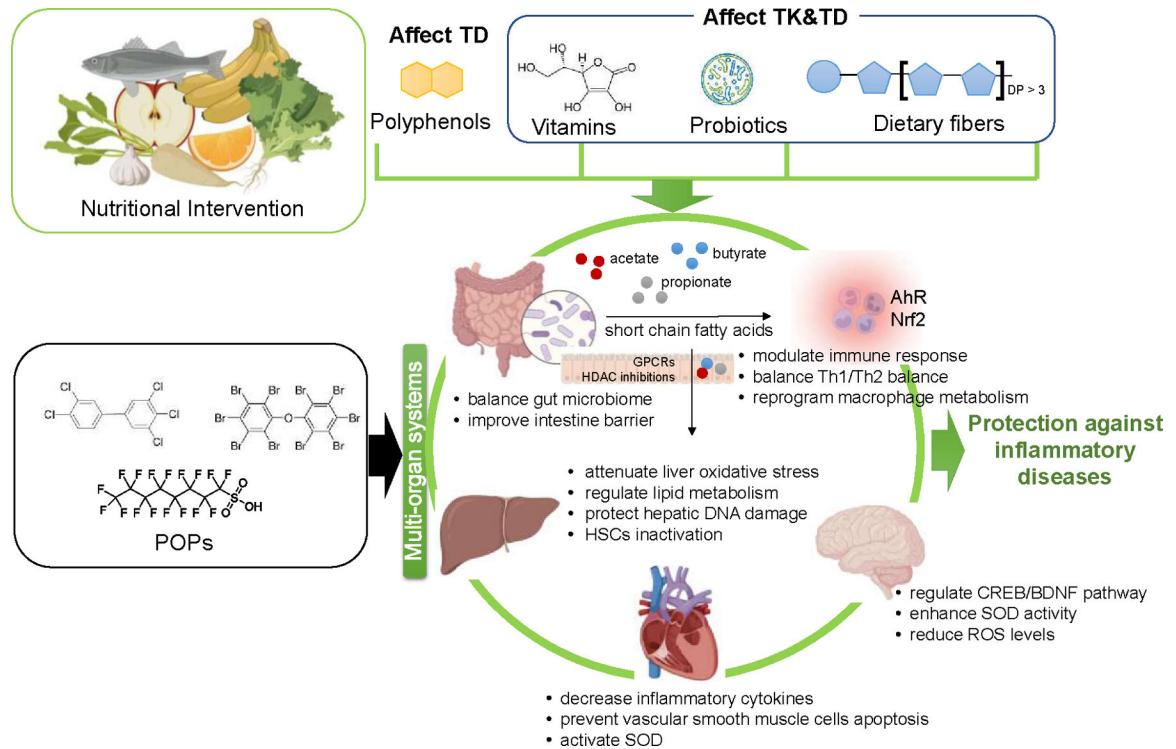 Nutritional Intervention
Affect TD
Polyphenols
Affect TK&TD
HO
HO
H
O
O
HO
OH
Vitamins
Probiotics
DP > 3
Dietary fibers
acetate
butyrate
propionate
short chain fatty acids
AhR
Nrf2
GPCRs
HDAC inhibitions
• modulate immune response
• balance Th1/Th2 balance
• reprogram macrophage metabolism
• balance gut microbiome
• improve intestine barrier
Multi-organ systems
Cl
Cl
Cl
Cl
Cl
Br
Br
Br
Br
Br
Br
Br
Br
Br
Br
O
F F F F F F F F
F F F F F F F F F
O
S
O
OH
POPs
• attenuate liver oxidative stress
• regulate lipid metabolism
• protect hepatic DNA damage
• HSCs inactivation
Protection against
inflammatory
diseases
• regulate CREB/BDNF pathway
• enhance SOD activity
• reduce ROS levels
• decrease inflammatory cytokines
• prevent vascular smooth muscle cells apoptosis
• activate SOD